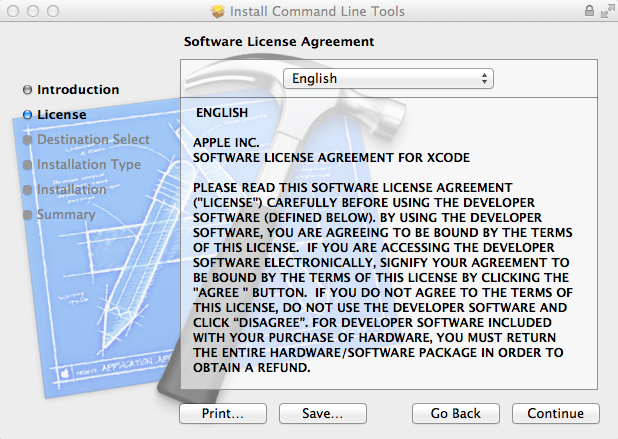 Install Command Line Tools
Software License Agreement
Introduction
License
Destination Select
Installation Type
Installation
Summary
English
ENGLISH
APPLE INC.
SOFTWARE LICENSE AGREEMENT FOR XCODE
PLEASE READ THIS SOFTWARE LICENSE AGREEMENT
("LICENSE") CAREFULLY BEFORE USING THE DEVELOPER
SOFTWARE (DEFINED BELOW). BY USING THE DEVELOPER
SOFTWARE, YOU ARE AGREEING TO BE BOUND BY THE TERMS
OF THIS LICENSE.  IF YOU ARE ACCESSING THE DEVELOPER
SOFTWARE ELECTRONICALLY, SIGNIFY YOUR AGREEMENT TO
BE BOUND BY THE TERMS OF THIS LICENSE BY CLICKING THE
"AGREE " BUTTON.  IF YOU DO NOT AGREE TO THE TERMS OF
THIS LICENSE, DO NOT USE THE DEVELOPER SOFTWARE AND
CLICK “DISAGREE”. FOR DEVELOPER SOFTWARE INCLUDED
WITH YOUR PURCHASE OF HARDWARE, YOU MUST RETURN
THE ENTIRE HARDWARE/SOFTWARE PACKAGE IN ORDER TO
OBTAIN A REFUND.
PROJECT: APPLICATION.APP
Print...
Save...
Go Back
Continue